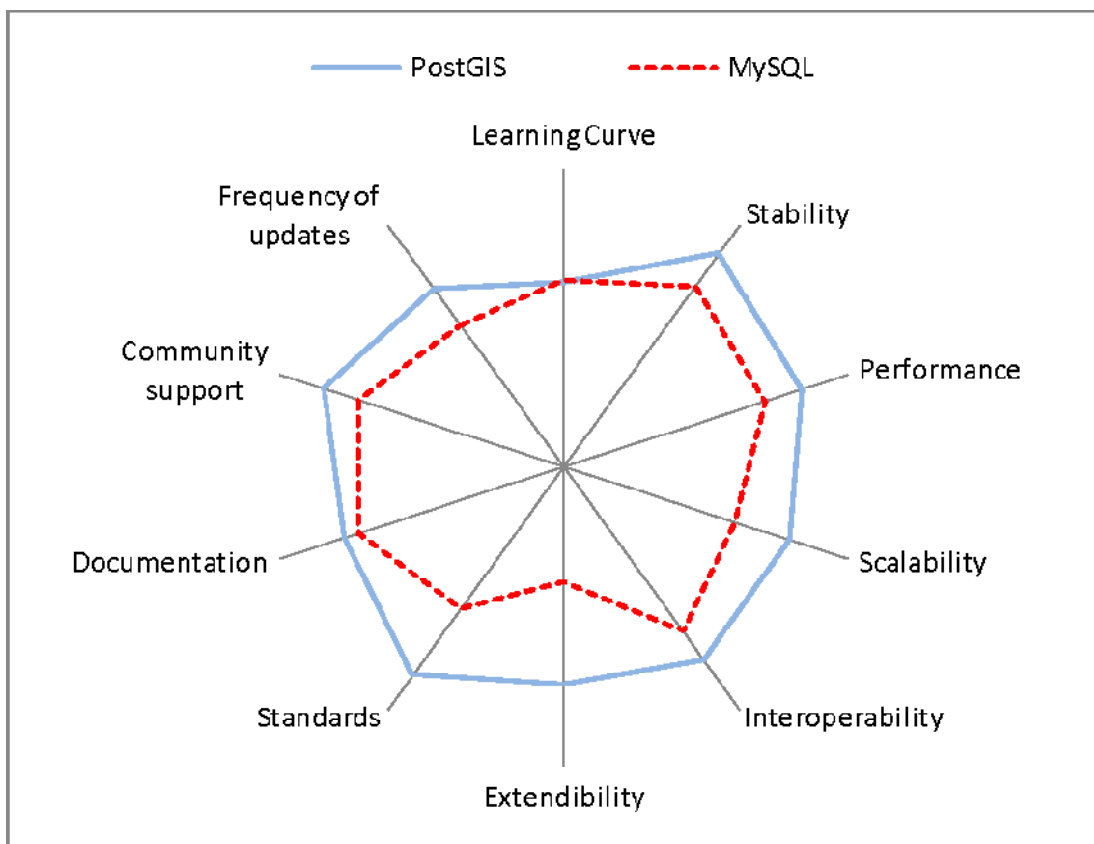 PostGIS
MySQL
Learning Curve
Frequency of
updates
Stability
Community
support
Performance
Documentation
Scalability
Standards
Interoperability
Extendibility